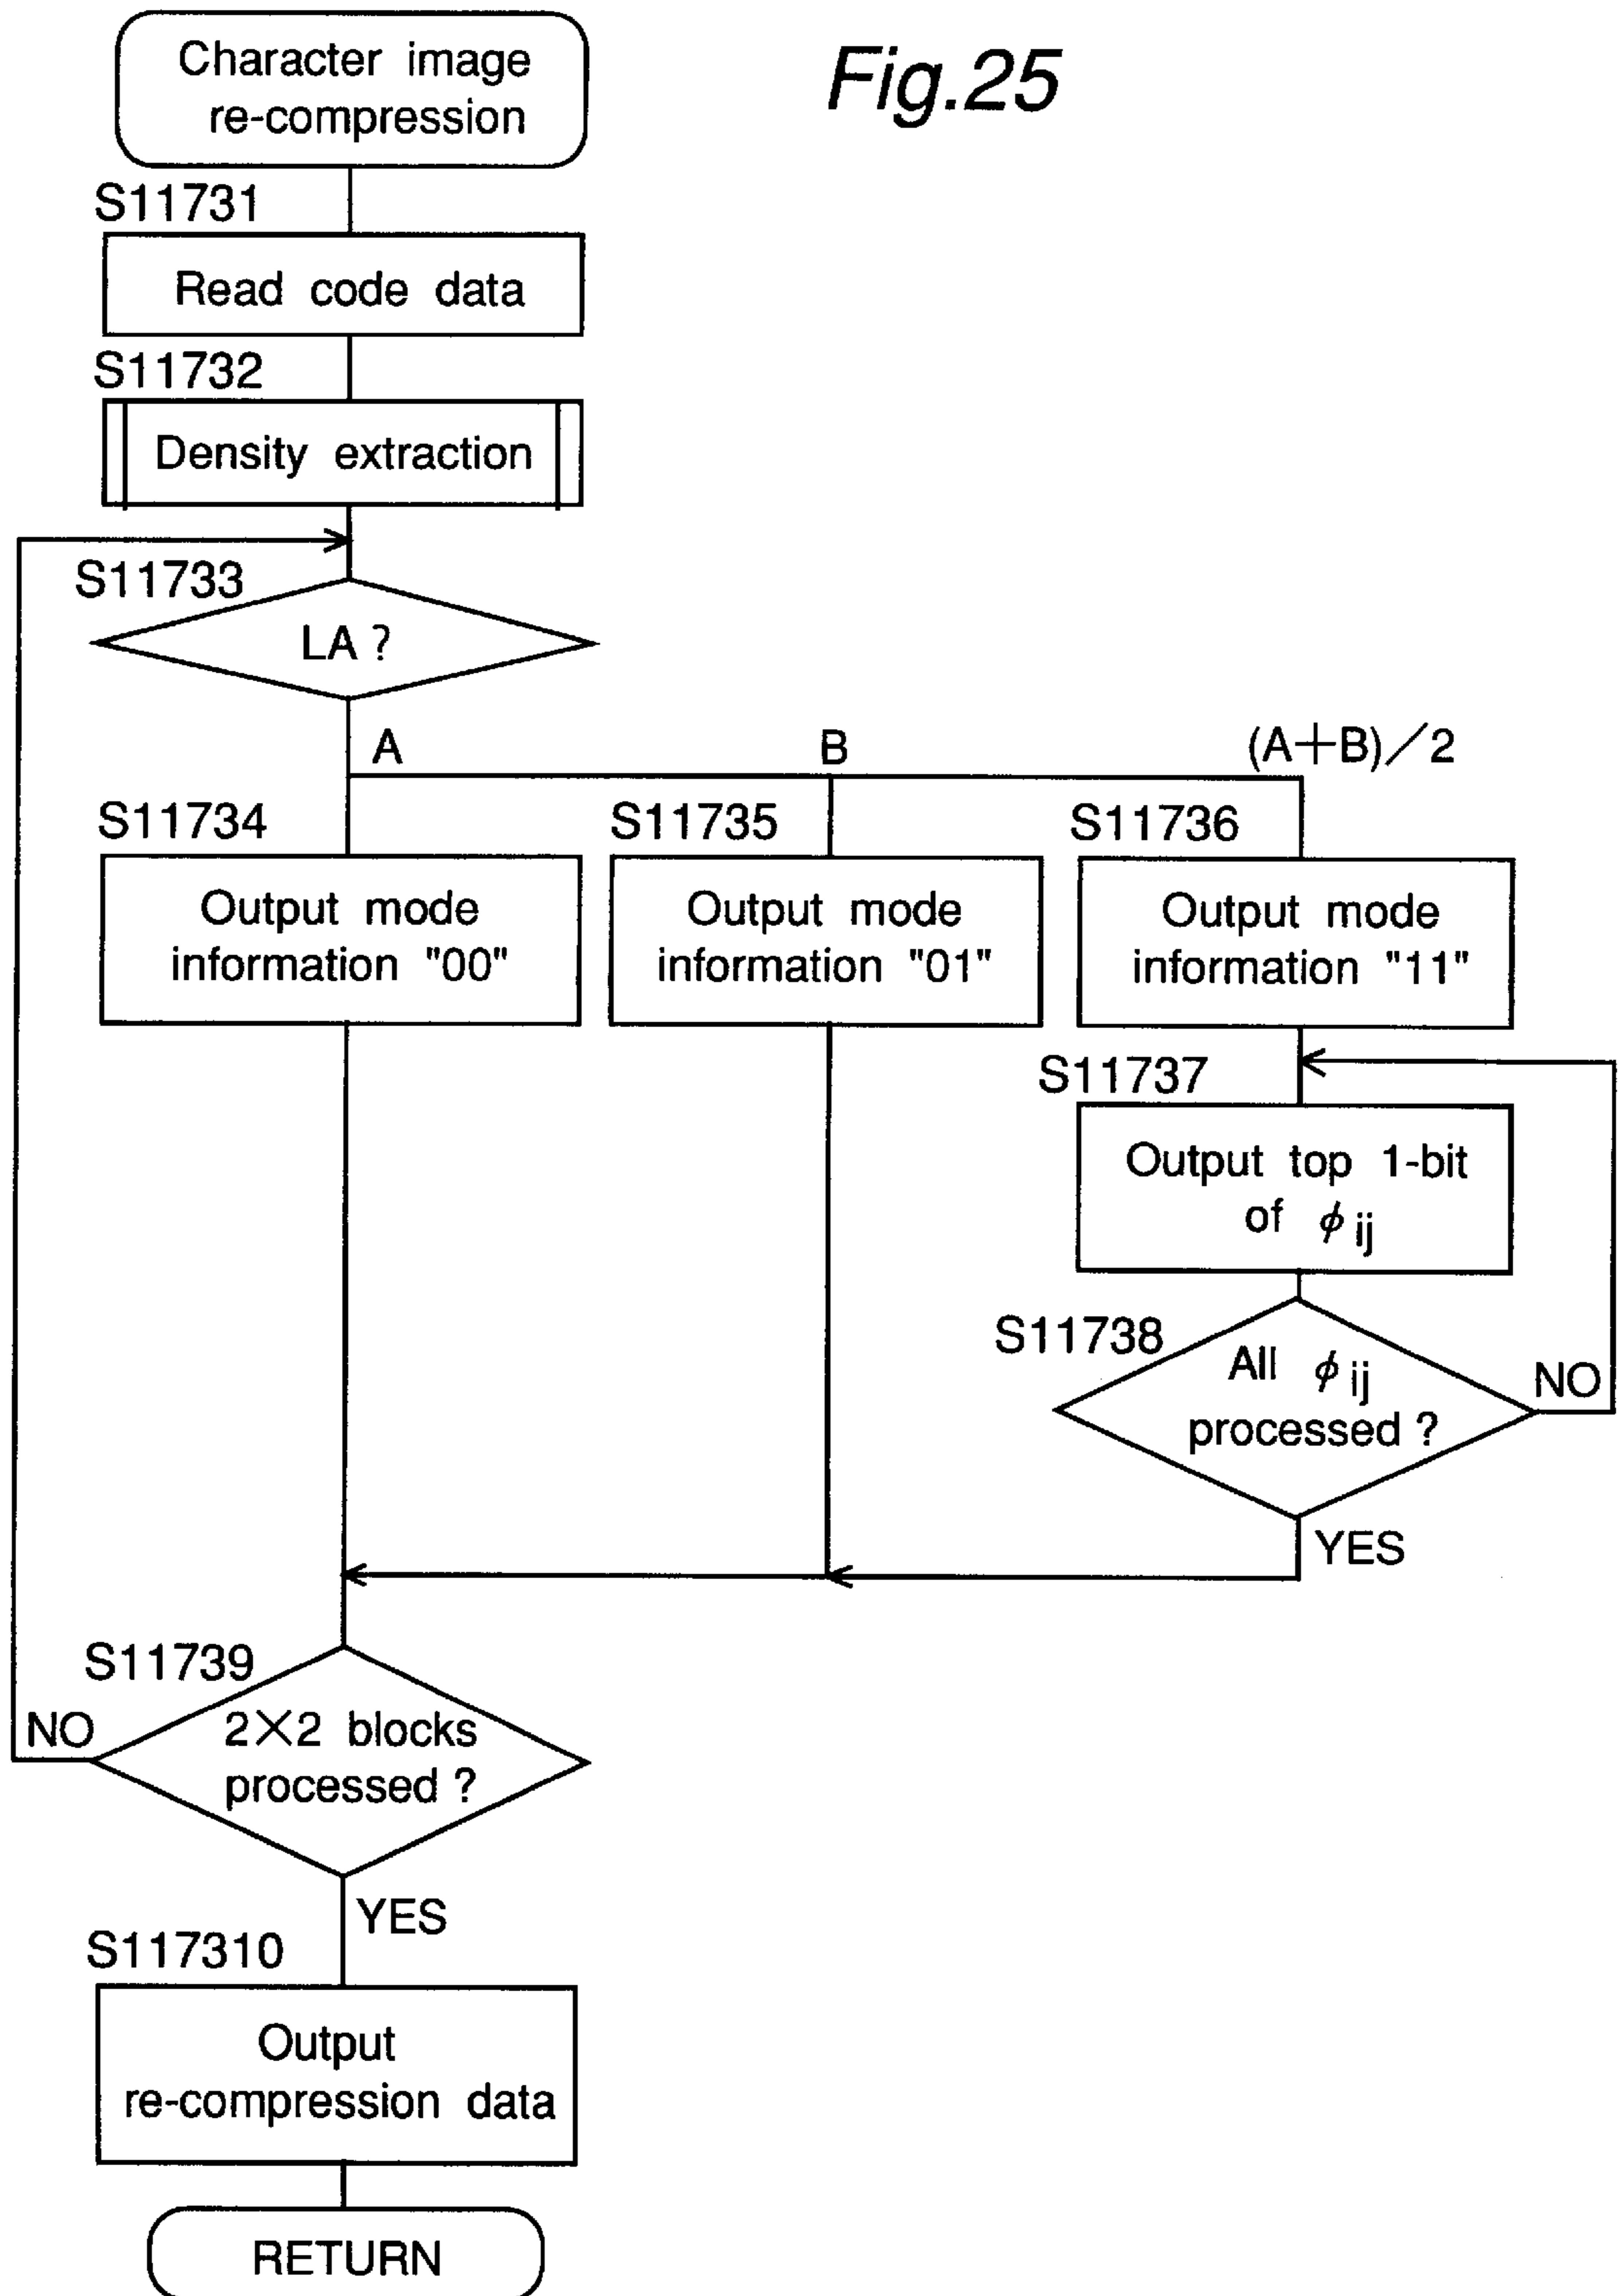 Fig.25
Character image
re-compression
S11731
Read code data
S11732
Density extraction
S11733
LA ?
A
B
(A+B)/2
S11734
S11735
S11736
Output mode
information "00"
Output mode
information "01"
Output mode
information "11"
S11737
Output top 1-bit
of ϕij
S11738
All ϕij
processed ?
NO
YES
S11739
NO
2×2 blocks
processed ?
YES
S117310
Output
re-compression data
RETURN